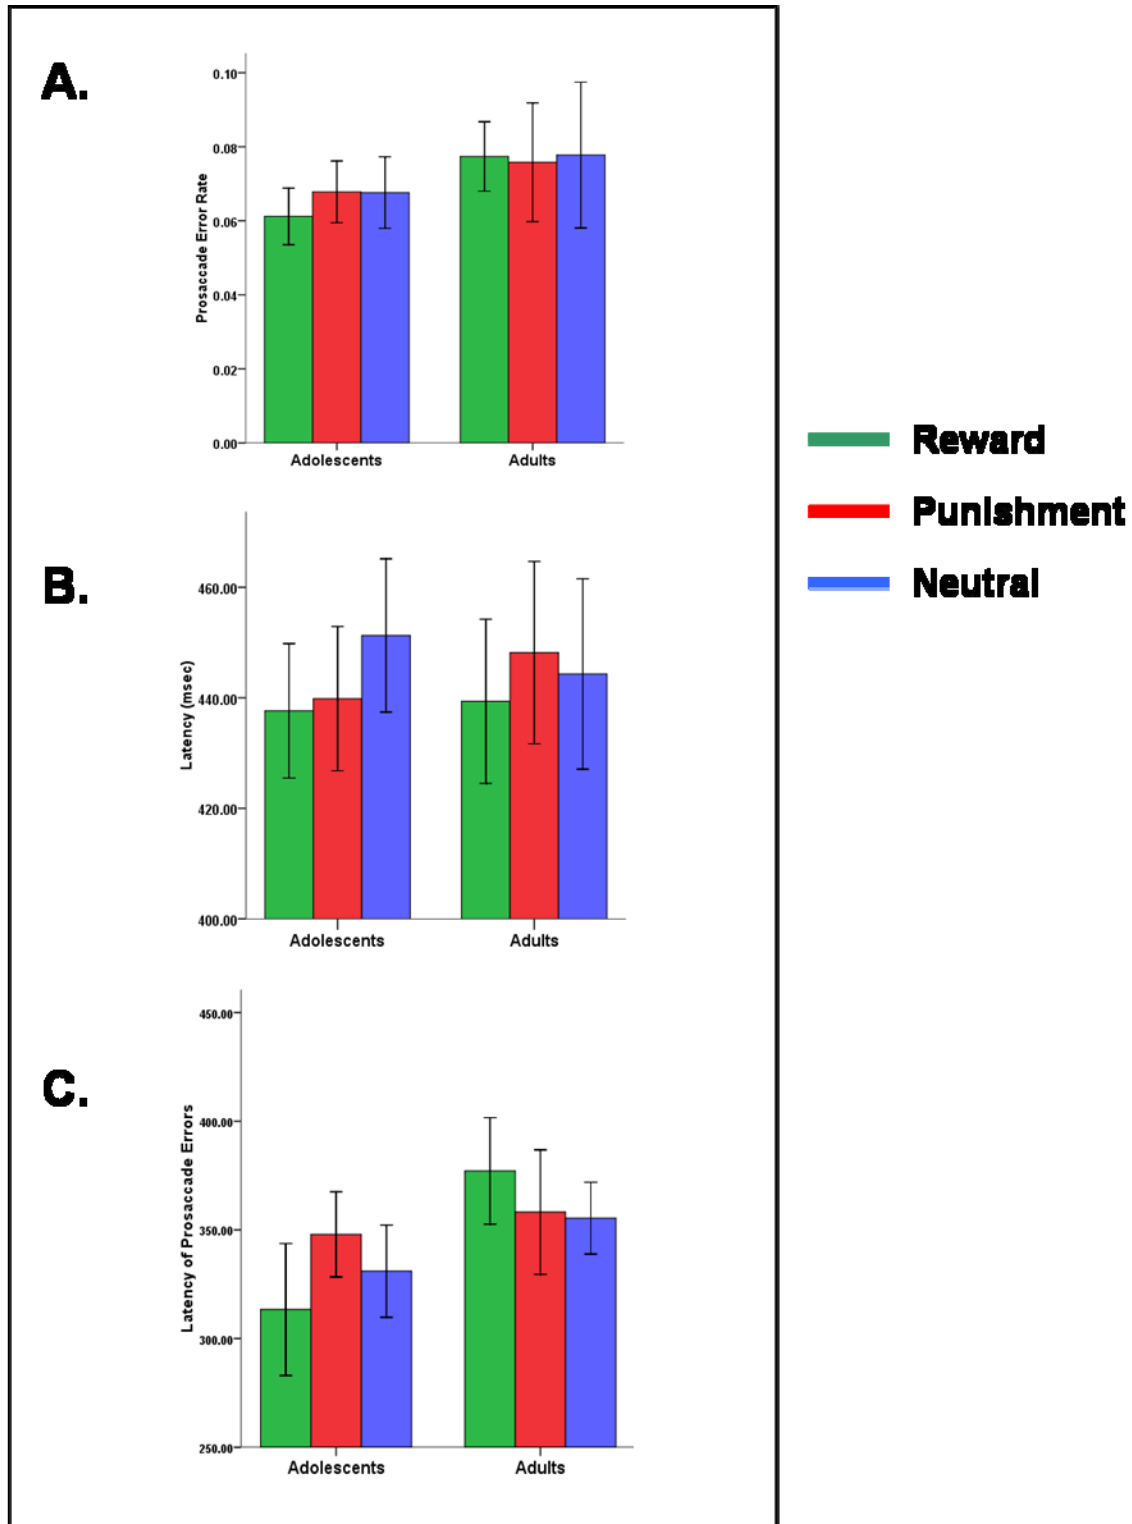 A.
Prosaccade Error Rate
0.10
0.08
0.06
0.04
0.02
0.00
Adolescents Adults
Reward
Punishment
Neutral
B.
Latency (msec)
460.00
440.00
420.00
400.00
Adolescents Adults
C.
Latency of Prosaccade Errors
450.00
400.00
350.00
300.00
250.00
Adolescents Adults